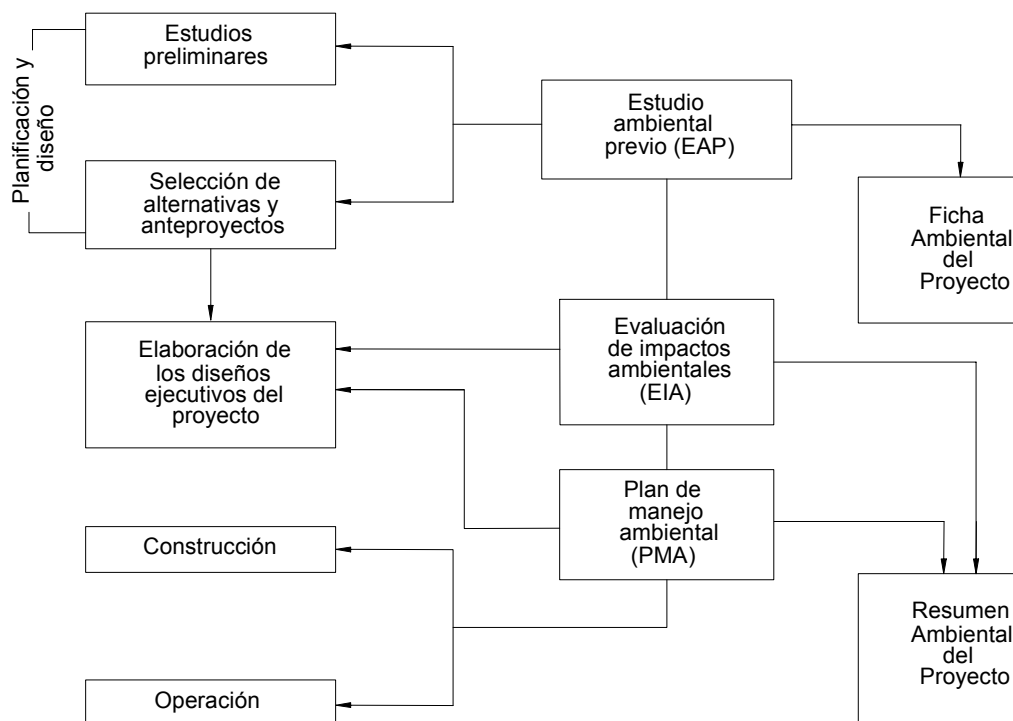 Planificación y
diseño
Estudios
preliminares
Selección de
alternativas y
anteproyectos
Elaboración de
los diseños
ejecutivos del
proyecto
Construcción
Operación
Estudio
ambiental
previo (EAP)
Evaluación
de impactos
ambientales
(EIA)
Plan de
manejo
ambiental
(PMA)
Ficha
Ambiental
del
Proyecto
Resumen
Ambiental
del
Proyecto